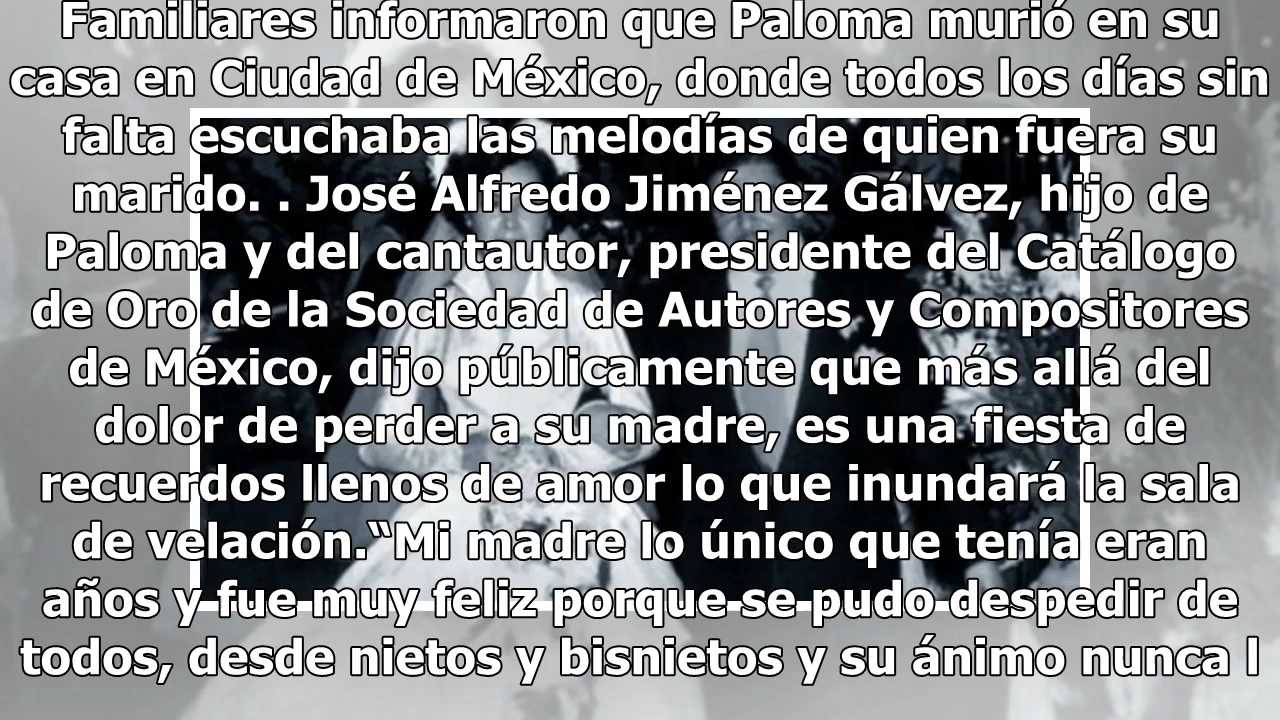 Familiares informaron que Paloma murió en su
casa en Ciudad de México, donde todos los días sin
falta escuchaba las melodías de quien fuera su
marido. . José Alfredo Jiménez Gálvez, hijo de
Paloma y del cantautor, presidente del Catálogo
de Oro de la Sociedad de Autores y Compositores
de México, dijo públicamente que más allá del
dolor de perder a su madre, es una fiesta de
recuerdos llenos de amor lo que inundará la sala
de velación.“Mi madre lo único que tenía eran
años y fue muy feliz porque se pudo despedir de
todos, desde nietos y bisnietos y su ánimo nunca l